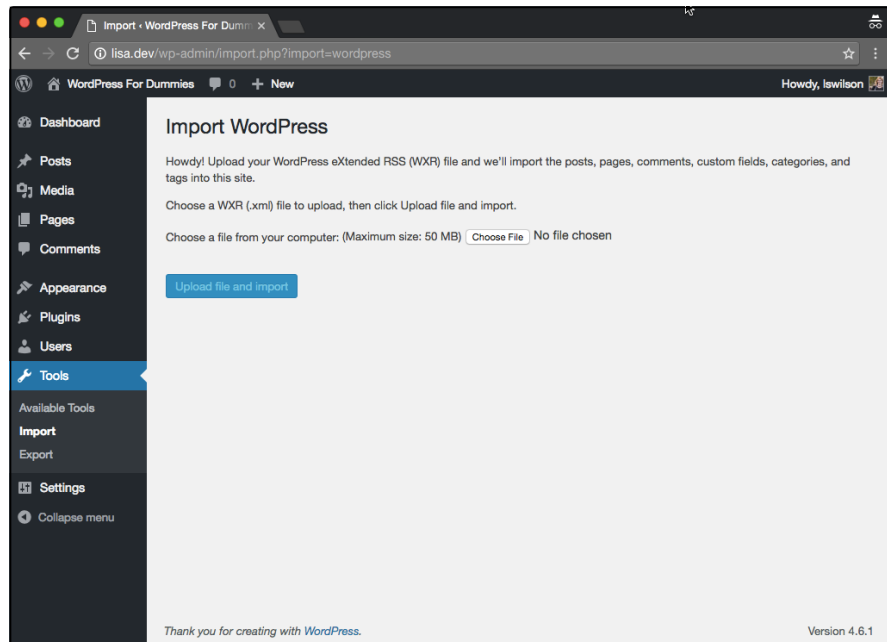 Import ‹ WordPress For Dumm
lisa.dev/wp-admin/import.php?import=wordpress
WordPress For Dummies 0 + New Howdy, lswilson
Dashboard
Posts
Media
Pages
Comments
Appearance
Plugins
Users
Tools
Available Tools
Import
Export
Settings
Collapse menu
Import WordPress
Howdy! Upload your WordPress eXtended RSS (WXR) file and we'll import the posts, pages, comments, custom fields, categories, and
tags into this site.
Choose a WXR (.xml) file to upload, then click Upload file and import.
Choose a file from your computer: (Maximum size: 50 MB) Choose File No file chosen
Upload file and import
Thank you for creating with WordPress. Version 4.6.1